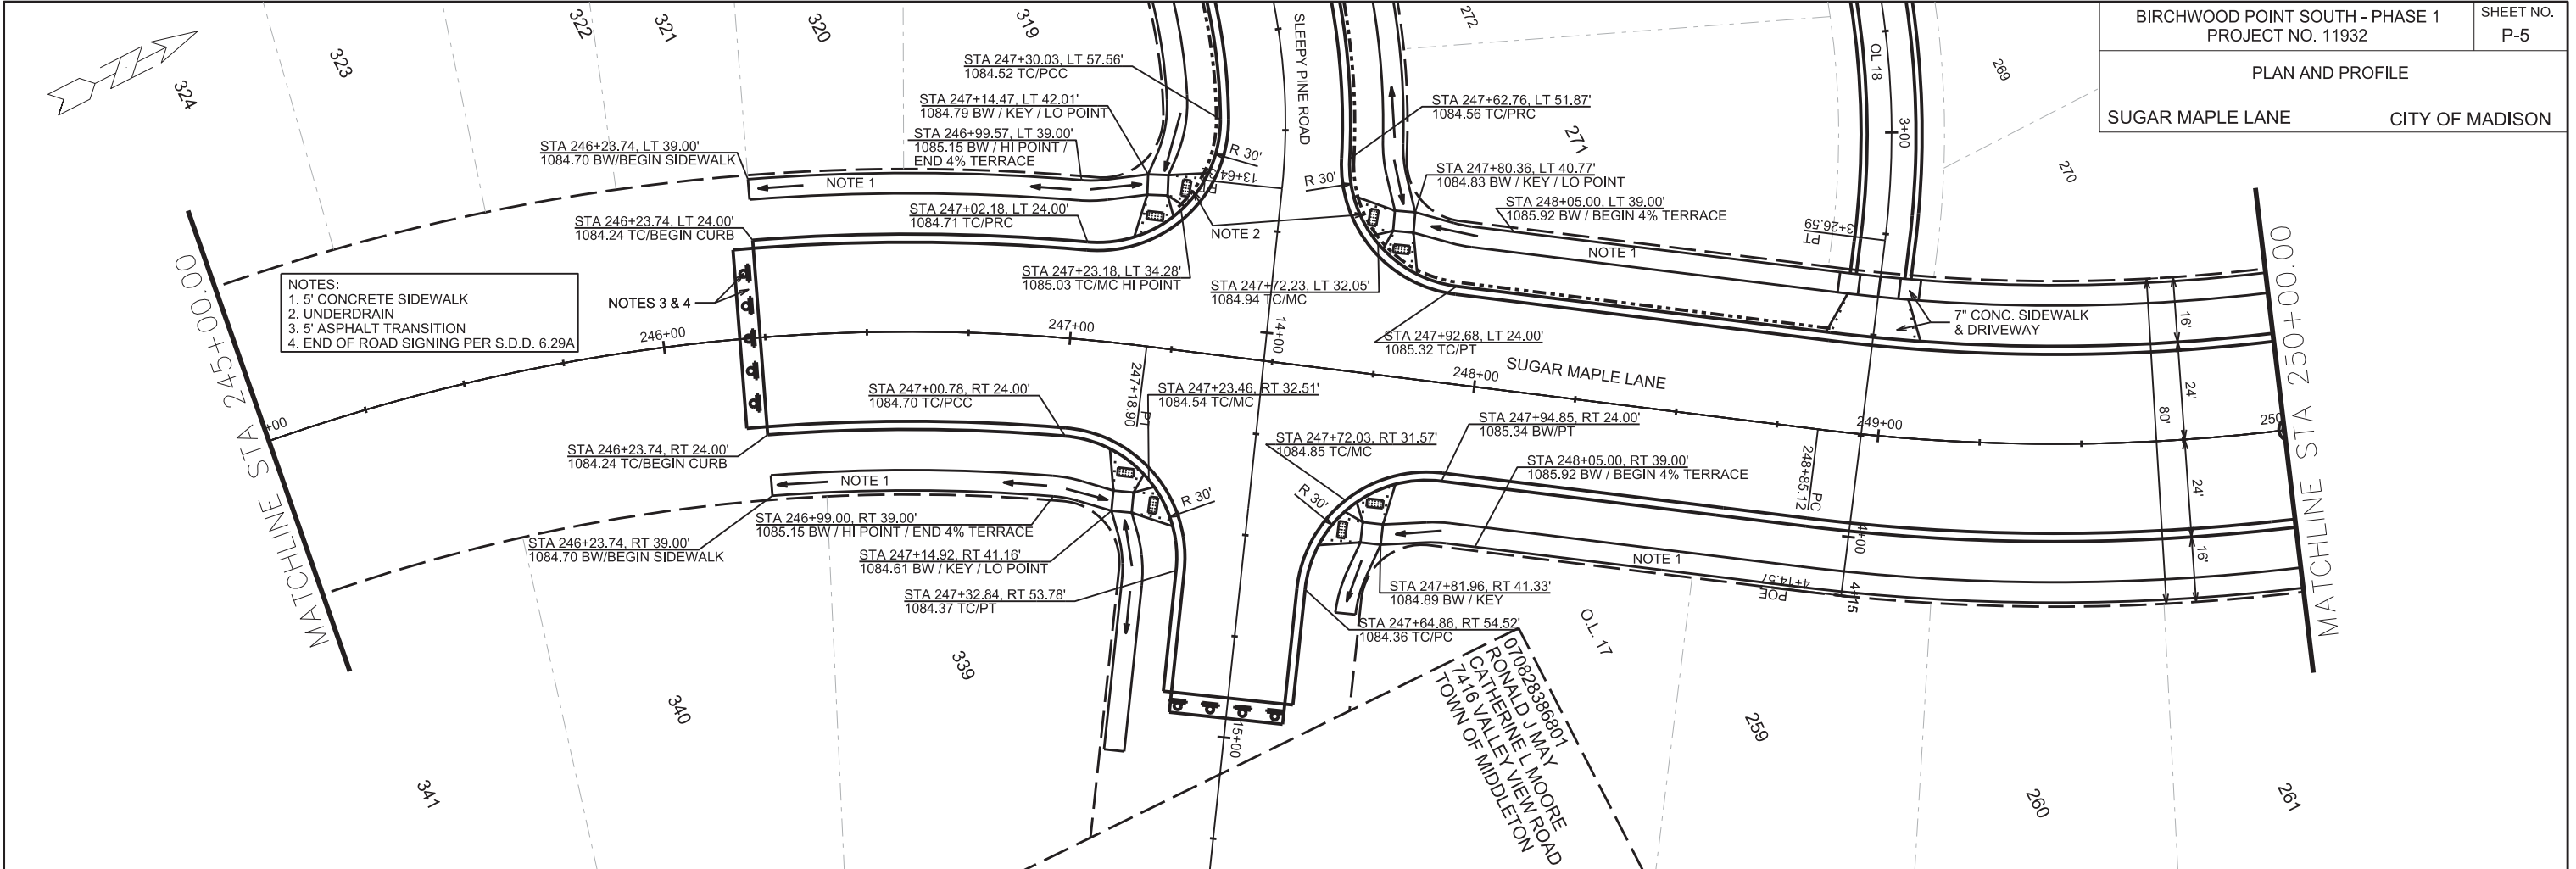 BIRCHWOOD POINT SOUTH - PHASE 1
PROJECT NO. 11932
SHEET NO.
P-5
PLAN AND PROFILE
SUGAR MAPLE LANE
CITY OF MADISON
324
323
322
321
320
319
272
271
269
270
SLEEPY PINE ROAD
OL 18
3+00
STA 247+30.03, LT 57.56'
1084.52 TC/PCC
STA 247+14.47, LT 42.01'
1084.79 BW / KEY / LO POINT
STA 246+99.57, LT 39.00'
1085.15 BW / HI POINT /
END 4% TERRACE
STA 246+23.74, LT 39.00'
1084.70 BW/BEGIN SIDEWALK
NOTE 1
STA 246+23.74, LT 24.00'
1084.24 TC/BEGIN CURB
STA 247+02.18, LT 24.00'
1084.71 TC/PRC
R 30'
NOTE 2
STA 247+23.18, LT 34.28'
1085.03 TC/MC HI POINT
STA 247+62.76, LT 51.87'
1084.56 TC/PRC
R 30'
STA 247+80.36, LT 40.77'
1084.83 BW / KEY / LO POINT
STA 248+05.00, LT 39.00'
1085.92 BW / BEGIN 4% TERRACE
NOTE 1
STA 247+72.23, LT 32.05'
1084.94 TC/MC
STA 247+92.68, LT 24.00'
1085.32 TC/PT
3+26.59
PT
7" CONC. SIDEWALK
& DRIVEWAY
MATCHLINE STA 245+00.00
NOTES:
1. 5' CONCRETE SIDEWALK
2. UNDERDRAIN
3. 5' ASPHALT TRANSITION
4. END OF ROAD SIGNING PER S.D.D. 6.29A
NOTES 3 & 4
+00
246+00
247+00
14+00
248+00
SUGAR MAPLE LANE
249+00
250
16'
24'
80'
24'
16'
MATCHLINE STA 250+00.00
247+18.90
PT
248+85.12
PC
STA 247+00.78, RT 24.00'
1084.70 TC/PCC
STA 247+23.46, RT 32.51'
1084.54 TC/MC
STA 246+23.74, RT 24.00'
1084.24 TC/BEGIN CURB
NOTE 1
R 30'
STA 246+99.00, RT 39.00'
1085.15 BW / HI POINT / END 4% TERRACE
STA 246+23.74, RT 39.00'
1084.70 BW/BEGIN SIDEWALK
STA 247+14.92, RT 41.16'
1084.61 BW / KEY / LO POINT
STA 247+32.84, RT 53.78'
1084.37 TC/PT
STA 247+94.85, RT 24.00'
1085.34 BW/PT
STA 247+72.03, RT 31.57'
1084.85 TC/MC
STA 248+05.00, RT 39.00'
1085.92 BW / BEGIN 4% TERRACE
R 30'
NOTE 1
STA 247+81.96, RT 41.33'
1084.89 BW / KEY
STA 247+64.86, RT 54.52'
1084.36 TC/PC
4+00
4+14.57
POE
4+15
15+00
O.L. 17
070828386801
RONALD J MAY
CATHERINE L MOORE
7416 VALLEY VIEW ROAD
TOWN OF MIDDLETON
341
340
339
259
260
261